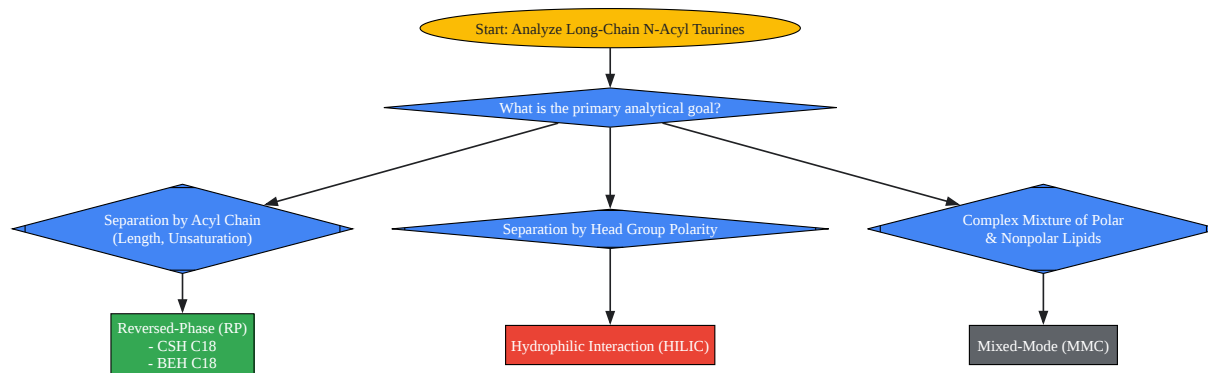 Start: Analyze Long-Chain N-Acyl Taurines
What is the primary analytical goal?
Separation by Acyl Chain
(Length, Unsaturation)
Separation by Head Group Polarity
Complex Mixture of Polar
& Nonpolar Lipids
Reversed-Phase (RP)
- CSH C18
- BEH C18
Hydrophilic Interaction (HILIC)
Mixed-Mode (MMC)